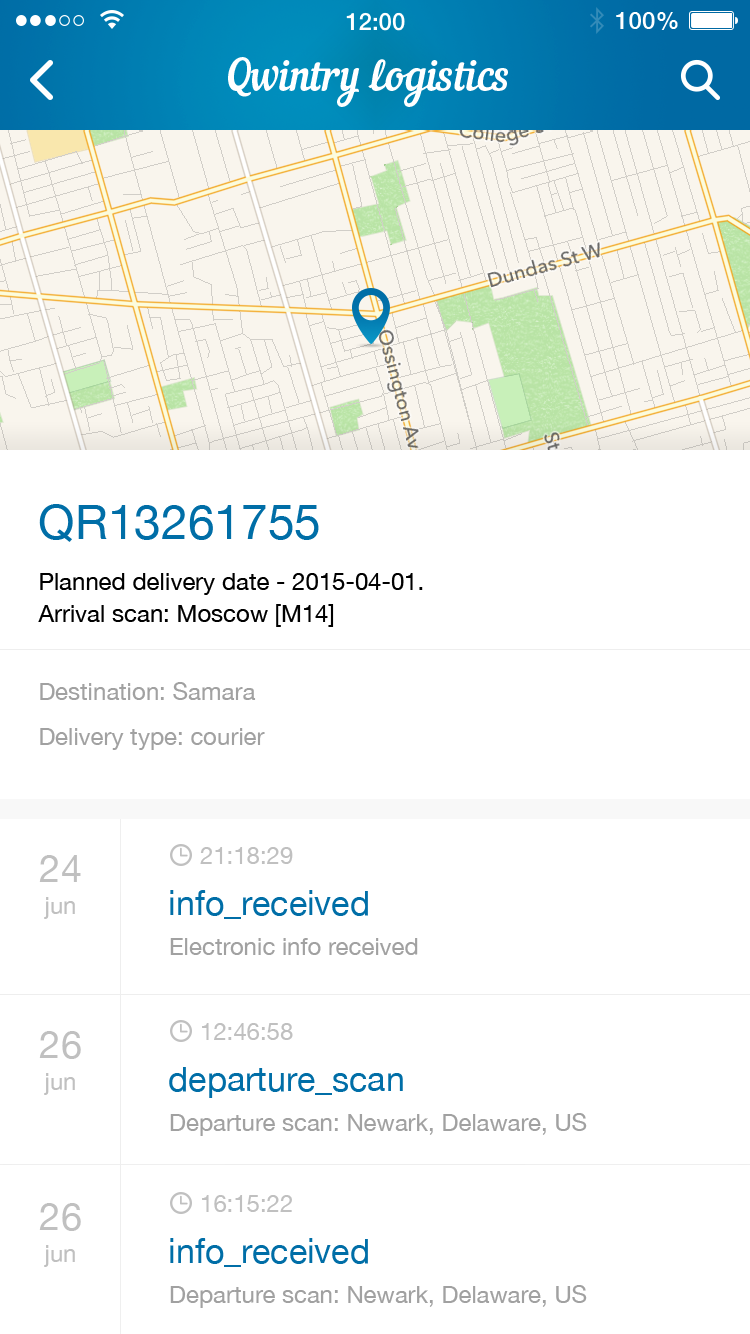 12:00
100%
Qwintry logistics
College
Dundas St W
Ossington Av
St
QR13261755
Planned delivery date - 2015-04-01.
Arrival scan: Moscow [M14]
Destination: Samara
Delivery type: courier
24
jun
21:18:29
info_received
Electronic info received
26
jun
12:46:58
departure_scan
Departure scan: Newark, Delaware, US
26
jun
16:15:22
info_received
Departure scan: Newark, Delaware, US